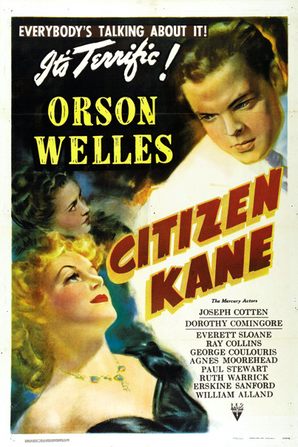 EVERYBODY'S TALKING ABOUT IT!
It's Terrific!
ORSON
WELLES
CITIZEN
KANE
The Mercury Actors
JOSEPH COTTEN
DOROTHY COMINGORE
EVERETT SLOANE
RAY COLLINS
GEORGE COULOURIS
AGNES MOOREHEAD
PAUL STEWART
RUTH WARRICK
ERSKINE SANFORD
WILLIAM ALLAND